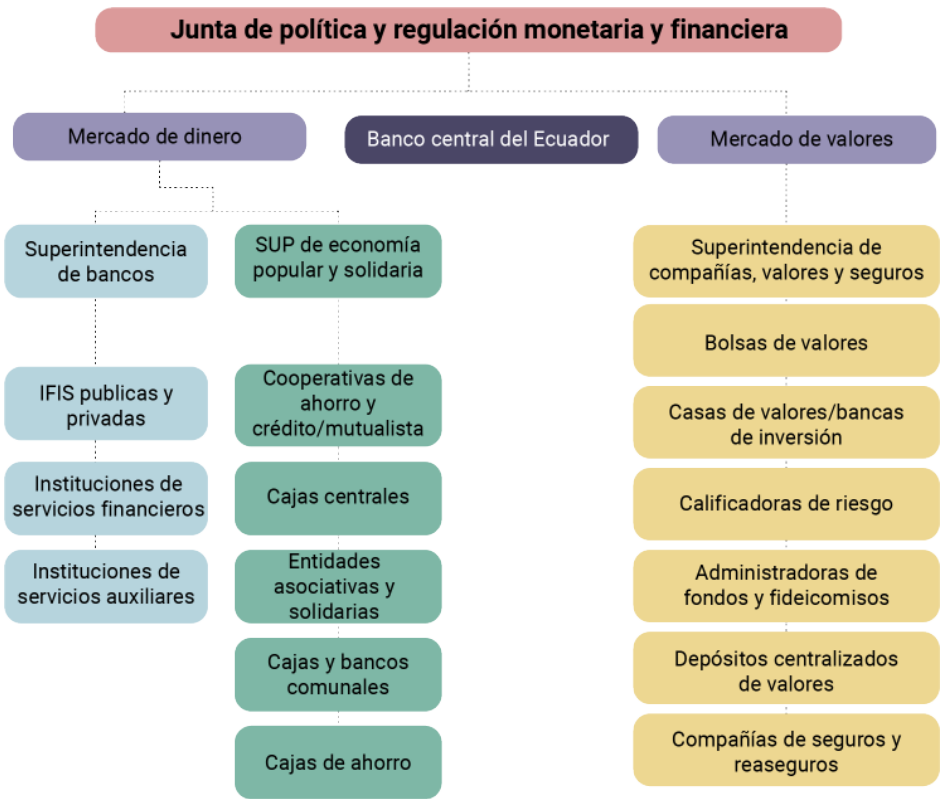 Junta de política y regulación monetaria y financiera
Mercado de dinero
Banco central del Ecuador
Mercado de valores
Superintendencia
de bancos
SUP de economía
popular y solidaria
Superintendencia de
compañías, valores y seguros
Bolsas de valores
IFIS publicas y
privadas
Cooperativas de
ahorro y
crédito/mutualista
Casas de valores/bancas
de inversión
Instituciones de
servicios financieros
Cajas centrales
Calificadoras de riesgo
Instituciones de
servicios auxiliares
Entidades
asociativas y
solidarias
Administradoras de
fondos y fideicomisos
Cajas y bancos
comunales
Depósitos centralizados
de valores
Cajas de ahorro
Compañías de seguros y
reaseguros